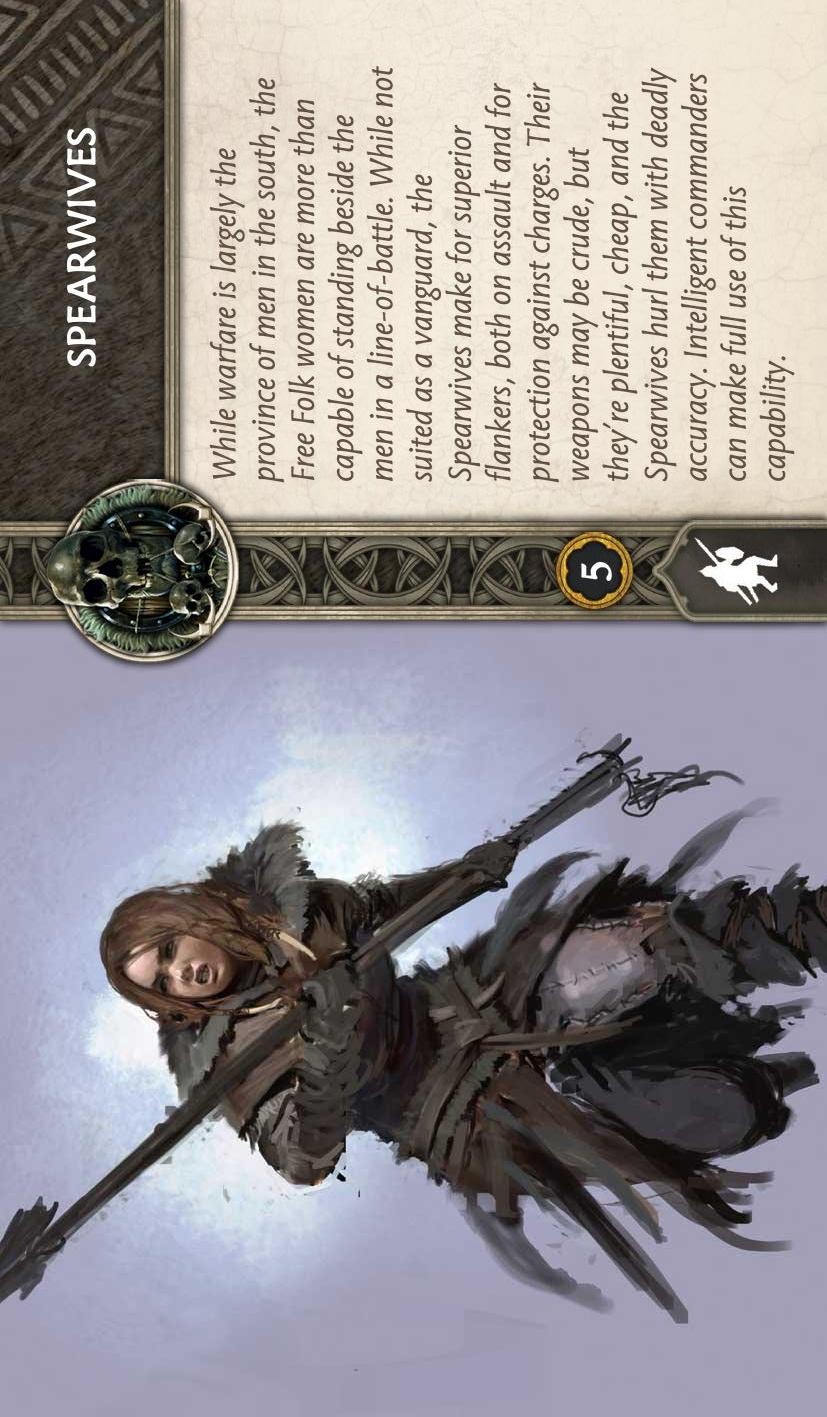 SPEARWIVES
While warfare is largely the
province of men in the south, the
Free Folk women are more than
capable of standing beside the
men in a line-of-battle. While not
suited as a vanguard, the
Spearwives make for superior
flankers, both on assault and for
protection against charges. Their
weapons may be crude, but
they're plentiful, cheap, and the
Spearwives hurl them with deadly
accuracy. Intelligent commanders
can make full use of this
capability.
5